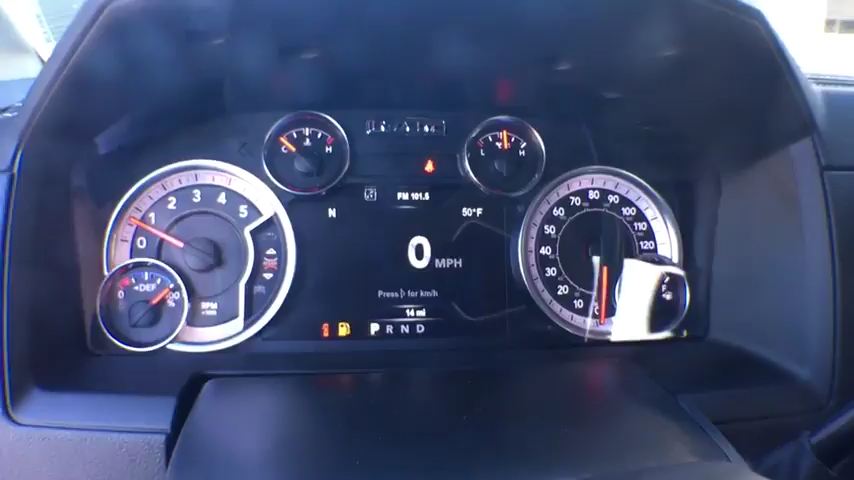 C H
L H
FM 101.5
N 50°F
0 1 2 3 4 5
RPM
DEF
0
MPH
Press for km/h
14 mi
P R N D
0 10 20 30 40 50 60 70 80 90 100 110 120
F